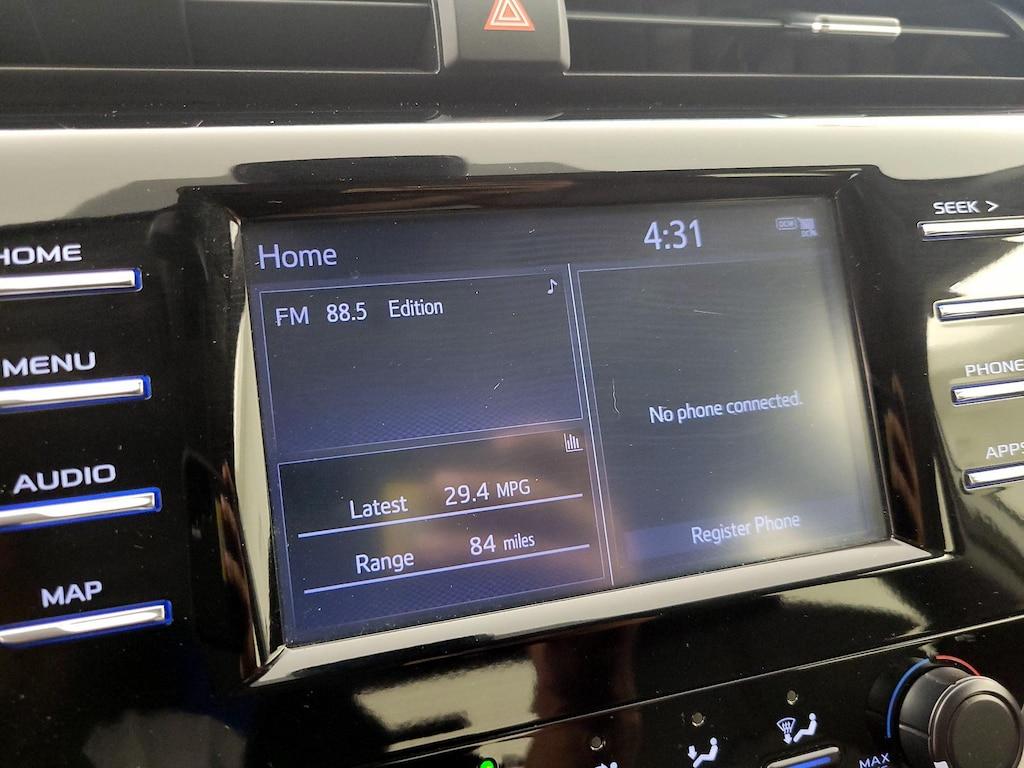 HOME
MENU
AUDIO
MAP
Home
4:31
DCM
FM 88.5 Edition
Latest 29.4 MPG
Range 84 miles
No phone connected.
Register Phone
SEEK >
PHONE
APPS
MAX